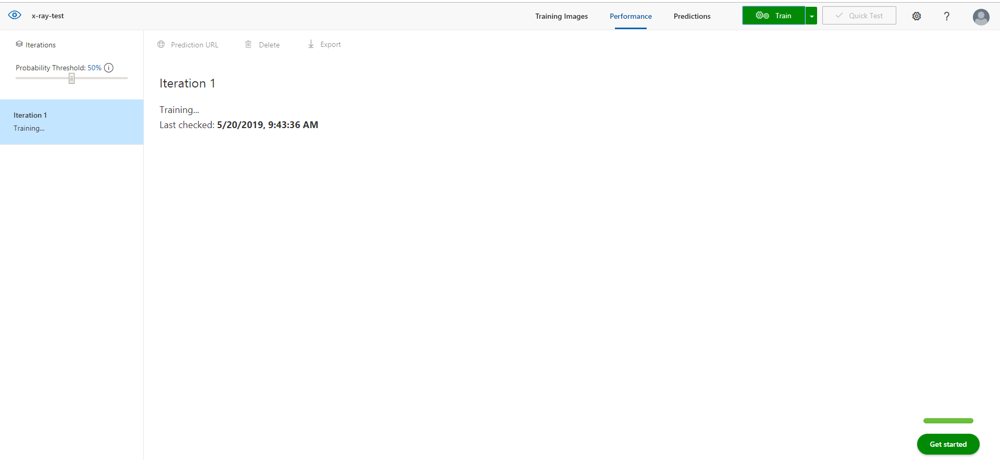 x-ray-test
Training Images
Performance
Predictions
Train
Quick Test
?
Iterations
Probability Threshold: 50%
Iteration 1
Training...
Prediction URL
Delete
Export
Iteration 1
Training...
Last checked: 5/20/2019, 9:43:36 AM
Get started